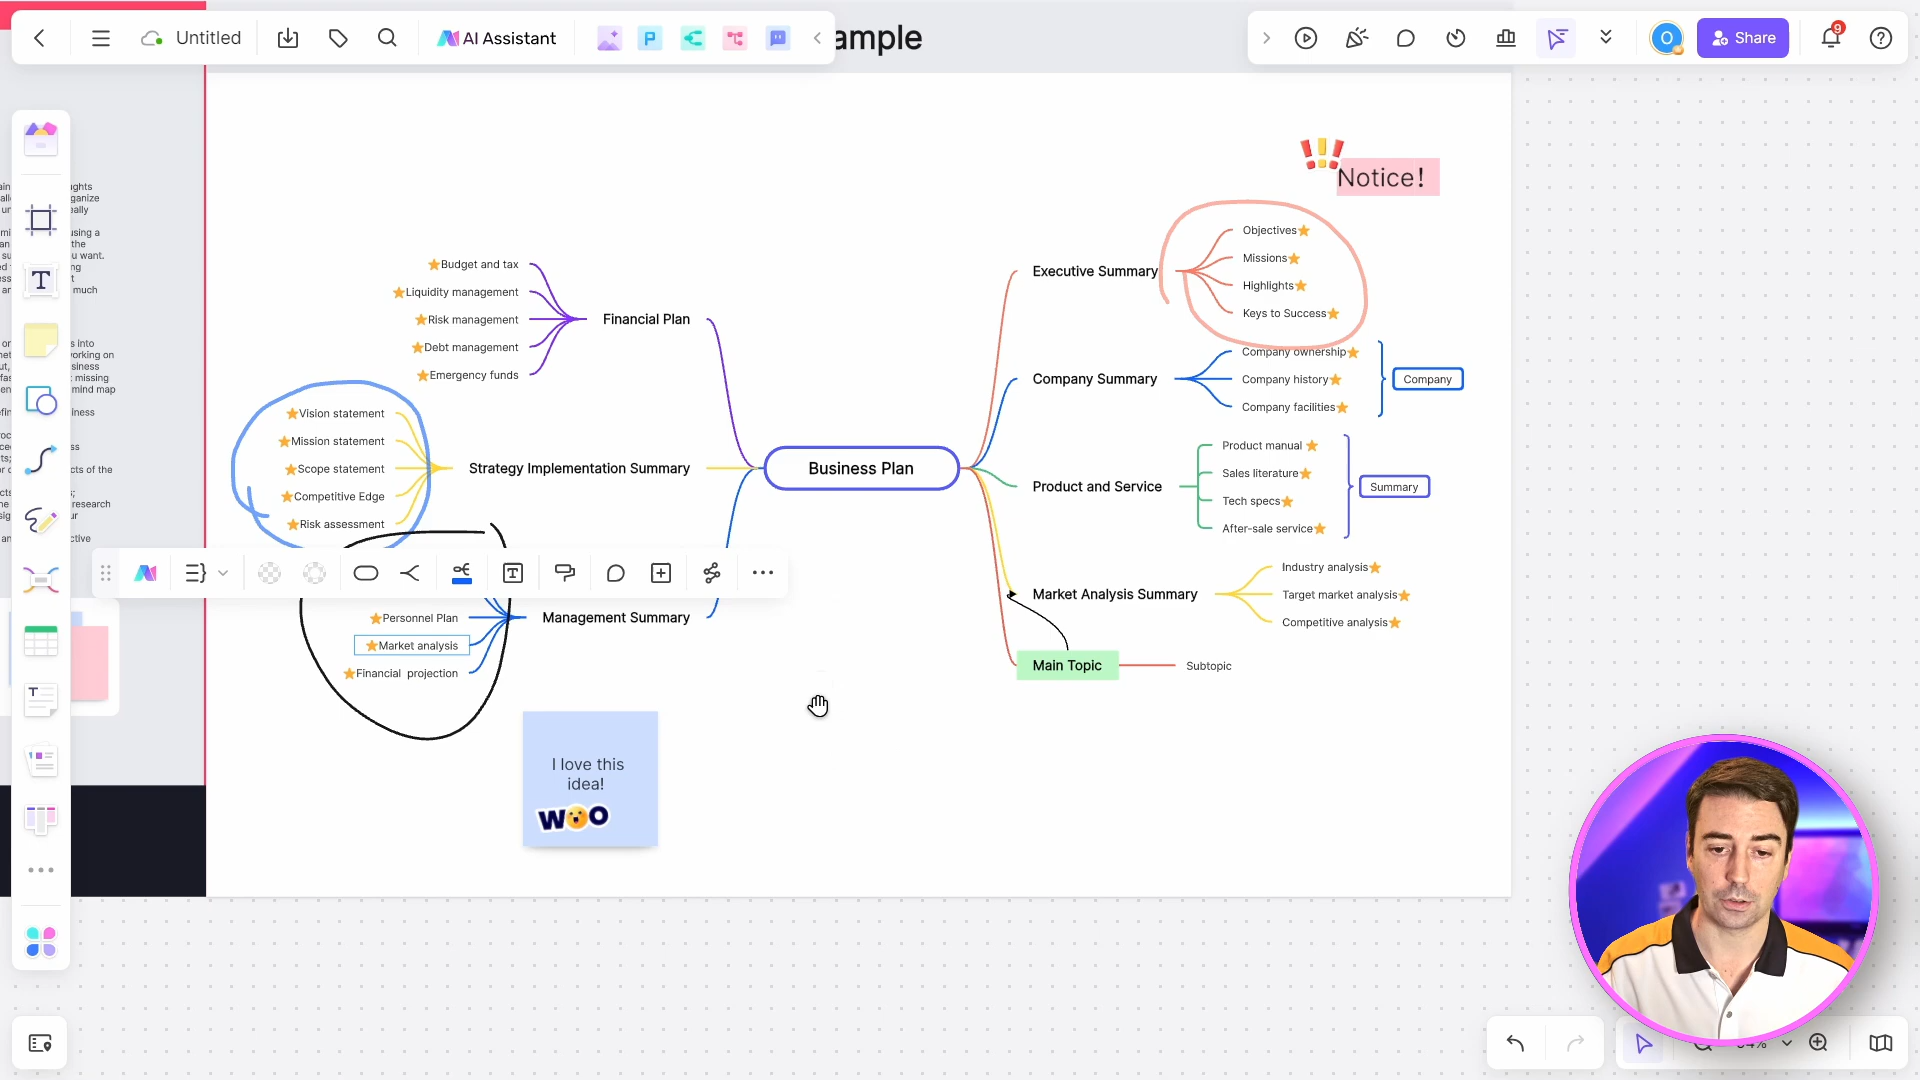 Untitled
AI Assistant
ample
Share
9
Notice!
Objectives
Missions
Highlights
Keys to Success
Executive Summary
Company ownership
Company history
Company facilities
Company Summary
Company
Product manual
Sales literature
Tech specs
After-sale service
Product and Service
Summary
Industry analysis
Target market analysis
Competitive analysis
Market Analysis Summary
Main Topic
Subtopic
Business Plan
Budget and tax
Liquidity management
Risk management
Debt management
Emergency funds
Financial Plan
Vision statement
Mission statement
Scope statement
Competitive Edge
Risk assessment
Strategy Implementation Summary
Personnel Plan
Market analysis
Financial projection
Management Summary
I love this
idea!
WOO